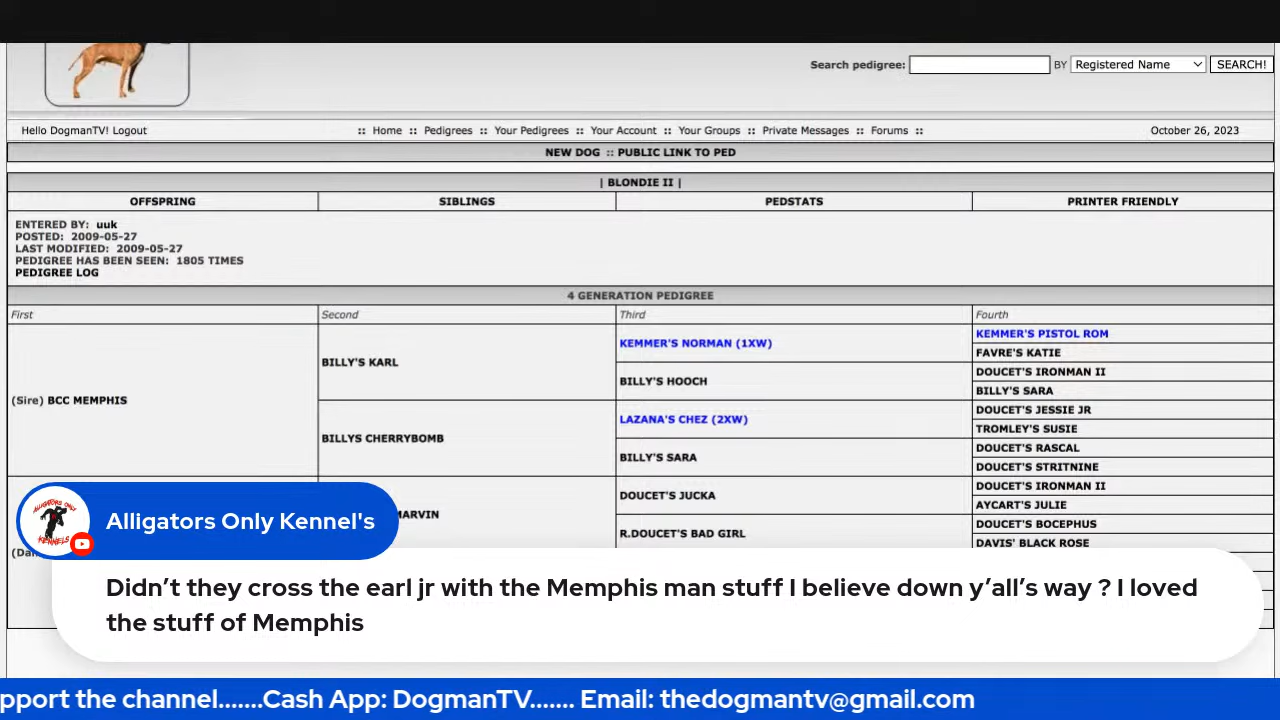 Search pedigree: BY Registered Name SEARCH!
Hello DogmanTV! Logout :: Home :: Pedigrees :: Your Pedigrees :: Your Account :: Your Groups :: Private Messages :: Forums :: October 26, 2023
NEW DOG :: PUBLIC LINK TO PED
| BLONDIE II |
OFFSPRING SIBLINGS PEDSTATS PRINTER FRIENDLY
ENTERED BY: uuk
POSTED: 2009-05-27
LAST MODIFIED: 2009-05-27
PEDIGREE HAS BEEN SEEN: 1805 TIMES
PEDIGREE LOG
4 GENERATION PEDIGREE
First Second Third Fourth
(Sire) BCC MEMPHIS
BILLY'S KARL
BILLYS CHERRYBOMB
MARVIN
KEMMER'S NORMAN (1XW)
BILLY'S HOOCH
LAZANA'S CHEZ (2XW)
BILLY'S SARA
DOUCET'S JUCKA
R.DOUCET'S BAD GIRL
KEMMER'S PISTOL ROM
FAVRE'S KATIE
DOUCET'S IRONMAN II
BILLY'S SARA
DOUCET'S JESSIE JR
TROMLEY'S SUSIE
DOUCET'S RASCAL
DOUCET'S STRITNINE
DOUCET'S IRONMAN II
AYCART'S JULIE
DOUCET'S BOCEPHUS
DAVIS' BLACK ROSE
ALLIGATORS ONLY
KENNELS
Alligators Only Kennel's
Didn’t they cross the earl jr with the Memphis man stuff I believe down y’all’s way ? I loved
the stuff of Memphis
pport the channel.......Cash App: DogmanTV....... Email: thedogmantv@gmail.com